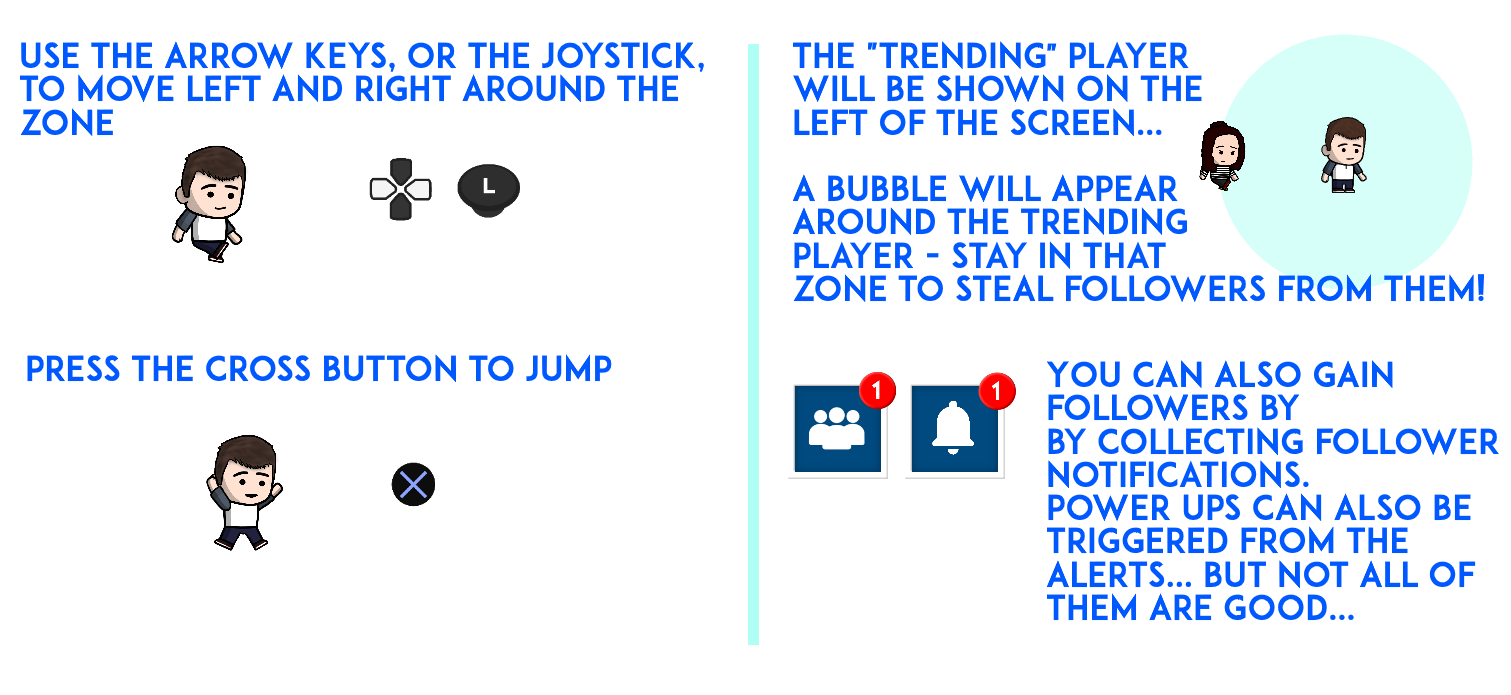 USE THE ARROW KEYS, OR THE JOYSTICK,
TO MOVE LEFT AND RIGHT AROUND THE
ZONE
L
PRESS THE CROSS BUTTON TO JUMP
THE "TRENDING" PLAYER
WILL BE SHOWN ON THE
LEFT OF THE SCREEN...
A BUBBLE WILL APPEAR
AROUND THE TRENDING
PLAYER - STAY IN THAT
ZONE TO STEAL FOLLOWERS FROM THEM!
1
1
YOU CAN ALSO GAIN
FOLLOWERS BY
BY COLLECTING FOLLOWER
NOTIFICATIONS.
POWER UPS CAN ALSO BE
TRIGGERED FROM THE
ALERTS... BUT NOT ALL OF
THEM ARE GOOD...